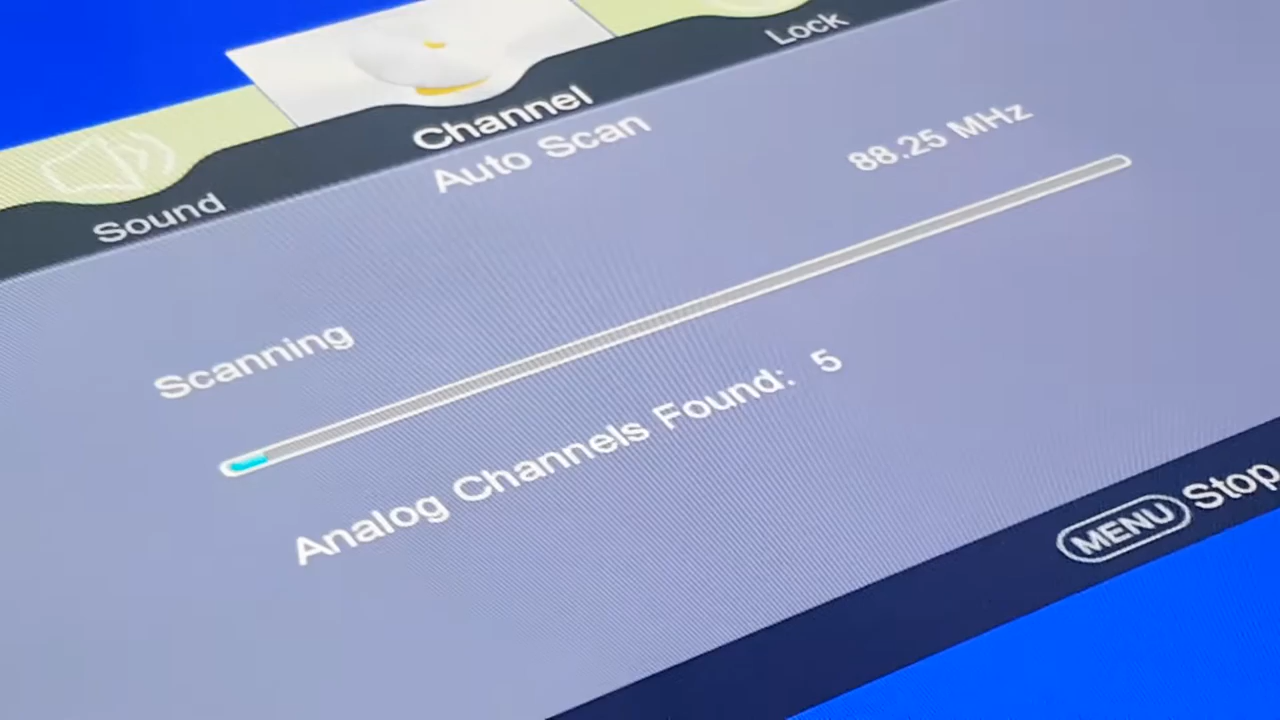 Sound
Channel
Lock
Auto Scan
Scanning
88.25 MHz
Analog Channels Found: 5
MENU Stop